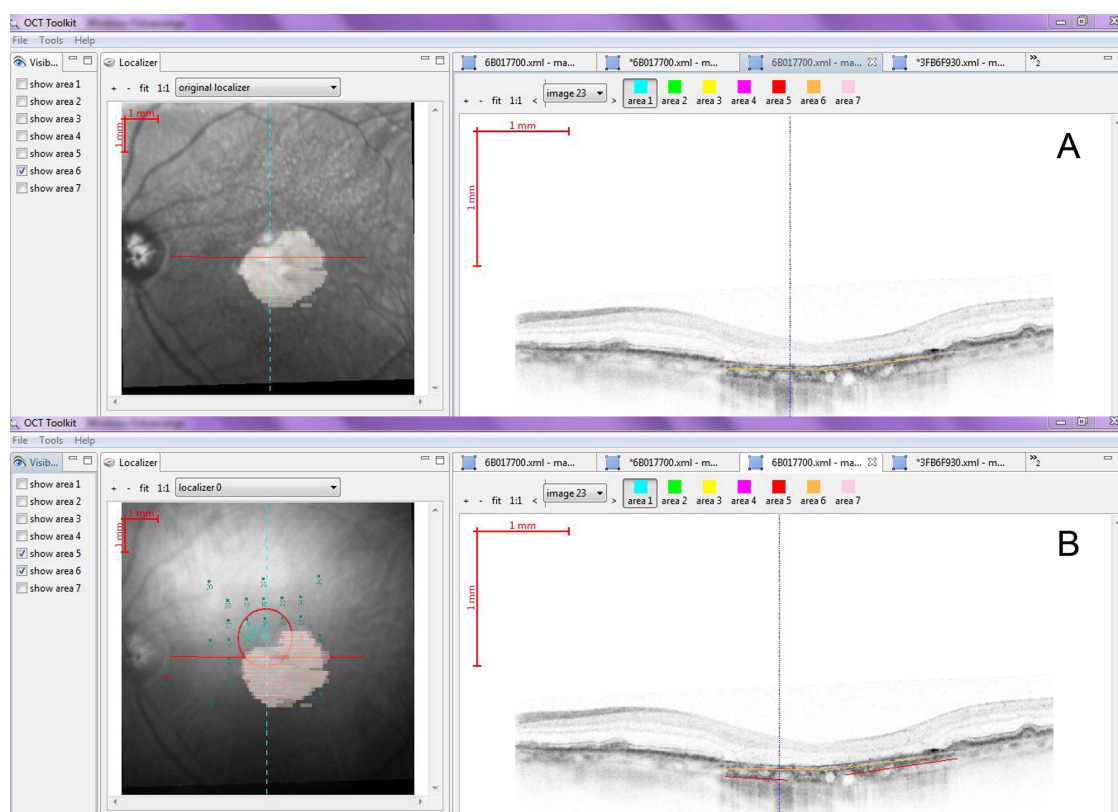 OCT Toolkit
File Tools Help
Visib...
show area 1
show area 2
show area 3
show area 4
show area 5
show area 6
show area 7
Localizer
+ - fit 1:1 original localizer
1 mm
1 mm
6B017700.xml - ma... *6B017700.xml - m... 6B017700.xml - ma... *3FB6F930.xml - m... »2
+ - fit 1:1 < image 23 > area 1 area 2 area 3 area 4 area 5 area 6 area 7
1 mm
1 mm
A
OCT Toolkit
File Tools Help
Visib...
show area 1
show area 2
show area 3
show area 4
show area 5
show area 6
show area 7
Localizer
+ - fit 1:1 localizer 0
1 mm
1 mm
6B017700.xml - ma... *6B017700.xml - m... 6B017700.xml - ma... *3FB6F930.xml - m... »2
+ - fit 1:1 < image 23 > area 1 area 2 area 3 area 4 area 5 area 6 area 7
1 mm
1 mm
B